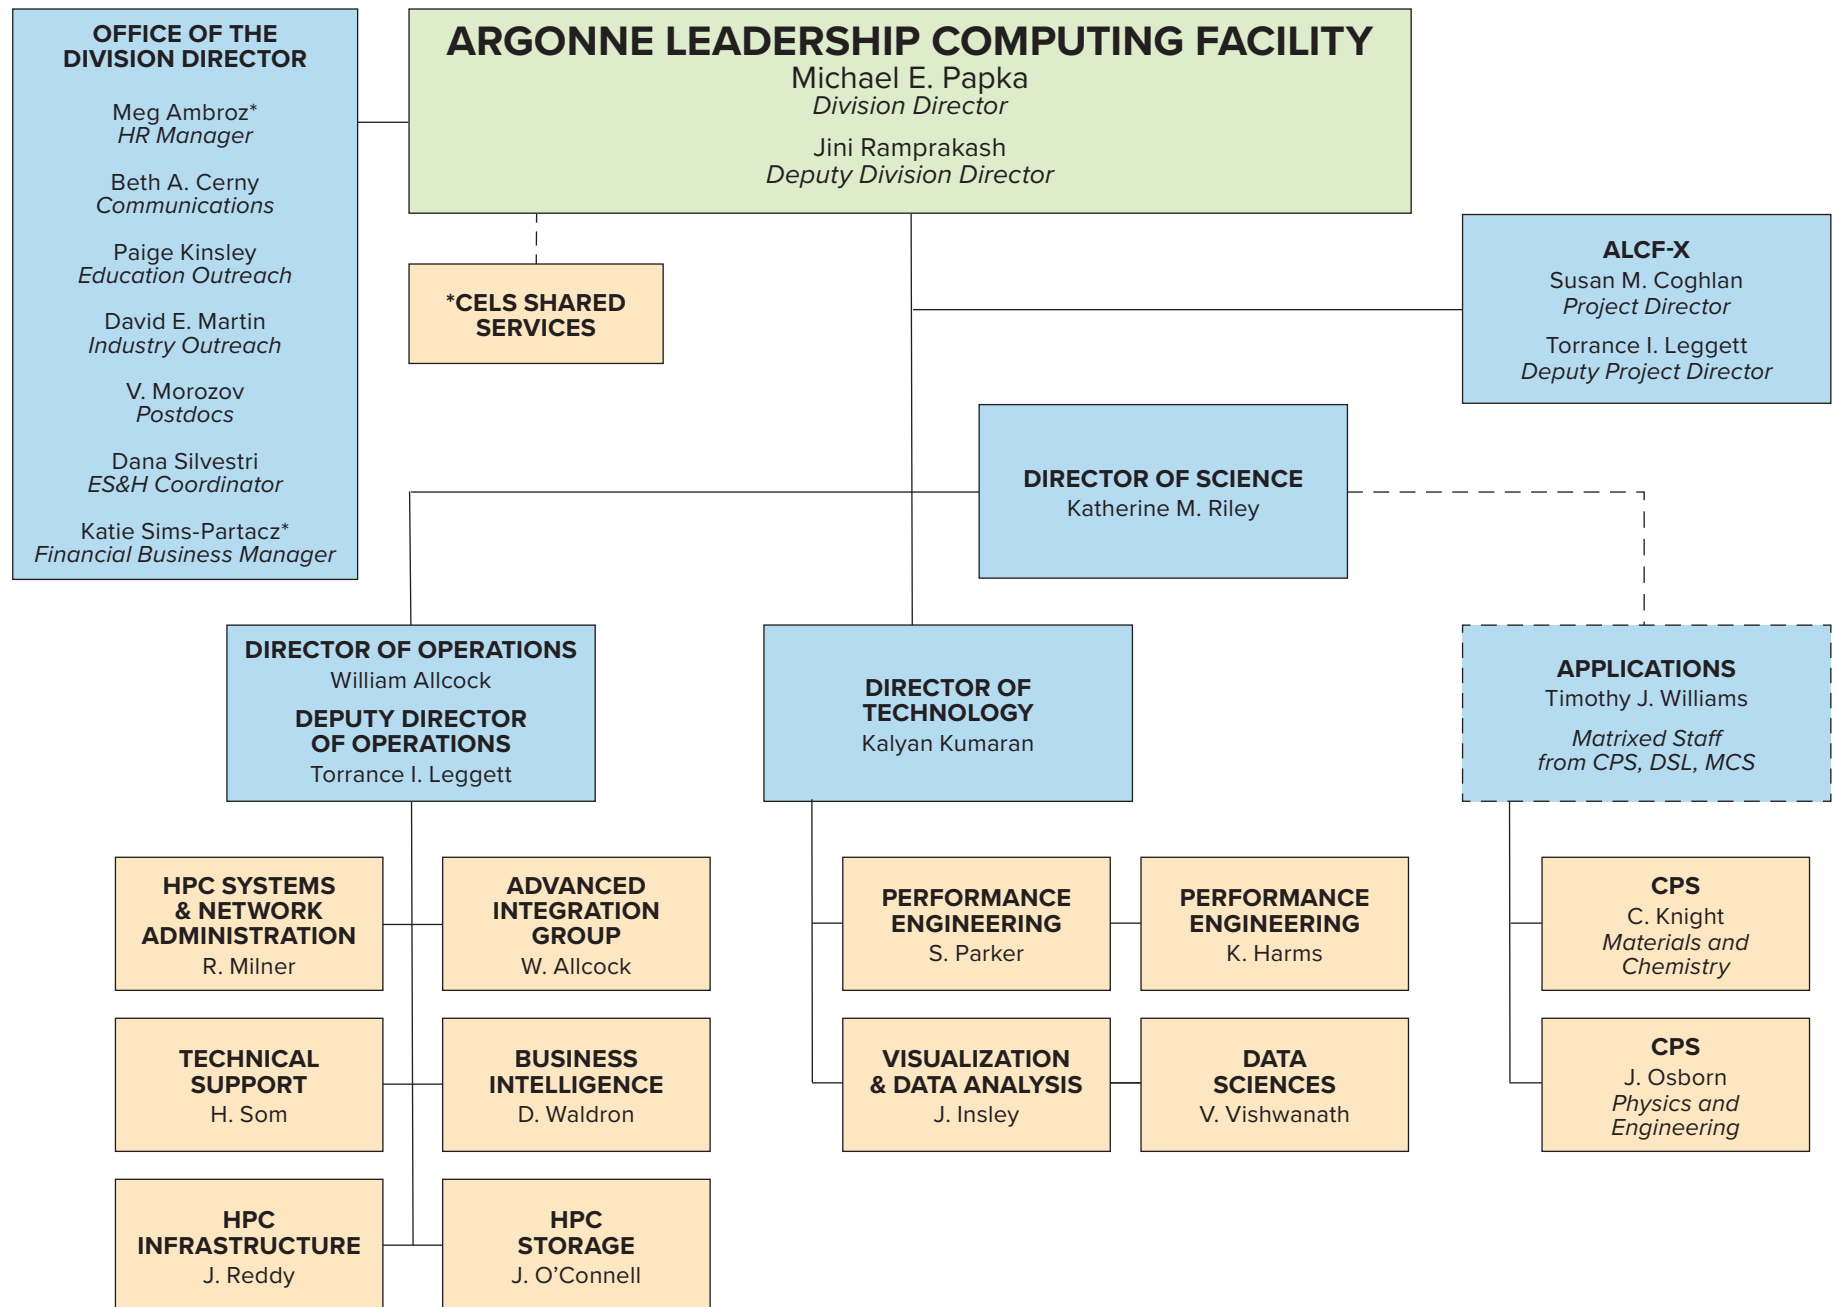 OFFICE OF THE
DIVISION DIRECTOR
Meg Ambroz*
HR Manager
Beth A. Cerny
Communications
Paige Kinsley
Education Outreach
David E. Martin
Industry Outreach
V. Morozov
Postdocs
Dana Silvestri
ES&H Coordinator
Katie Sims-Partacz*
Financial Business Manager
ARGONNE LEADERSHIP COMPUTING FACILITY
Michael E. Papka
Division Director
Jini Ramprakash
Deputy Division Director
*CELS SHARED
SERVICES
ALCF-X
Susan M. Coghlan
Project Director
Torrance I. Leggett
Deputy Project Director
DIRECTOR OF SCIENCE
Katherine M. Riley
DIRECTOR OF OPERATIONS
William Allcock
DEPUTY DIRECTOR
OF OPERATIONS
Torrance I. Leggett
DIRECTOR OF
TECHNOLOGY
Kalyan Kumaran
APPLICATIONS
Timothy J. Williams
Matrixed Staff
from CPS, DSL, MCS
HPC SYSTEMS
& NETWORK
ADMINISTRATION
R. Milner
ADVANCED
INTEGRATION
GROUP
W. Allcock
TECHNICAL
SUPPORT
H. Som
BUSINESS
INTELLIGENCE
D. Waldron
HPC
INFRASTRUCTURE
J. Reddy
HPC
STORAGE
J. O'Connell
PERFORMANCE
ENGINEERING
S. Parker
PERFORMANCE
ENGINEERING
K. Harms
VISUALIZATION
& DATA ANALYSIS
J. Insley
DATA
SCIENCES
V. Vishwanath
CPS
C. Knight
Materials and
Chemistry
CPS
J. Osborn
Physics and
Engineering